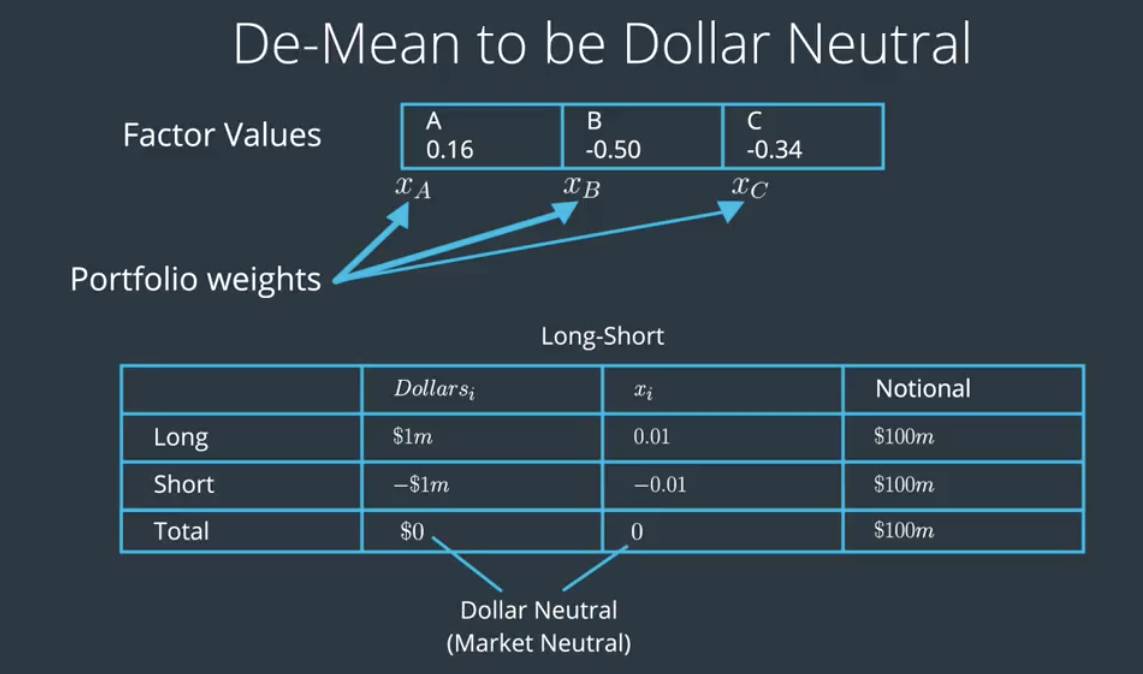 De-Mean to be Dollar Neutral
Factor Values
A B C
0.16 -0.50 -0.34
x_A x_B x_C
Portfolio weights
Long-Short
Dollars_i x_i Notional
Long $1m 0.01 $100m
Short −$1m −0.01 $100m
Total $0 0 $100m
Dollar Neutral
(Market Neutral)